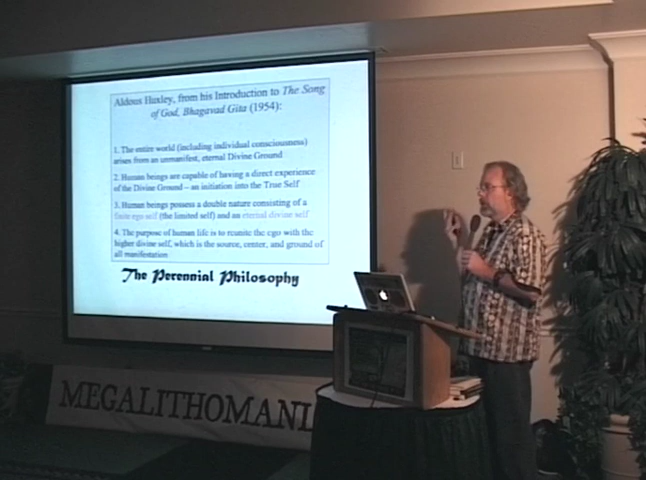 Aldous Huxley, from his Introduction to The Song
of God, Bhagavad Gita (1954):
1. The entire world (including individual consciousness)
arises from an unmanifest, eternal Divine Ground
2. Human beings are capable of having a direct experience
of the Divine Ground – an initiation into the True Self
3. Human beings possess a double nature consisting of a
finite ego self (the limited self) and an eternal divine self
4. The purpose of human life is to reunite the ego with the
higher divine self, which is the source, center, and ground of
all manifestation
The Perennial Philosophy
MEGALITHOMANI